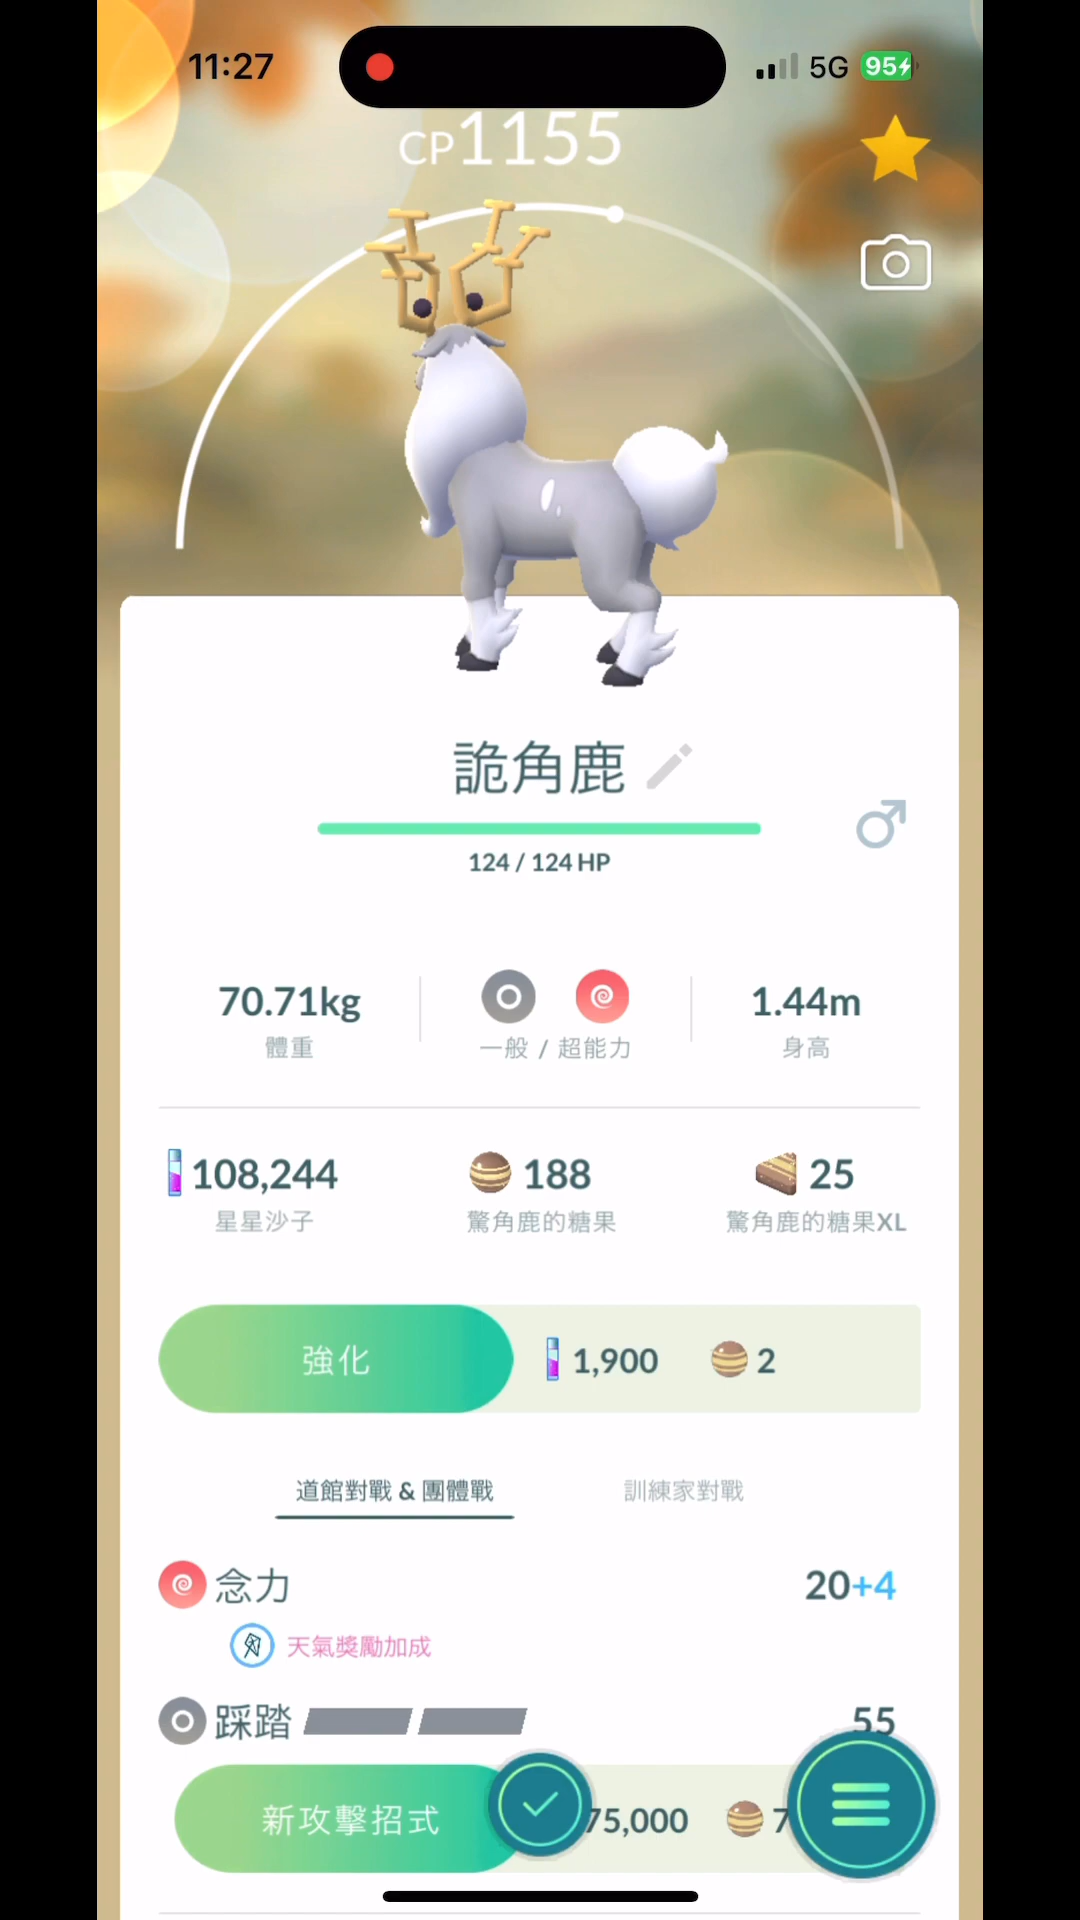 11:27
5G 95
CP1155
詭角鹿
124 / 124 HP
70.71kg
體重
一般 / 超能力
1.44m
身高
108,244
星星沙子
188
驚角鹿的糖果
25
驚角鹿的糖果XL
強化
1,900
2
道館對戰 & 團體戰
訓練家對戰
念力
20+4
天氣獎勵加成
踩踏
55
新攻擊招式
75,000